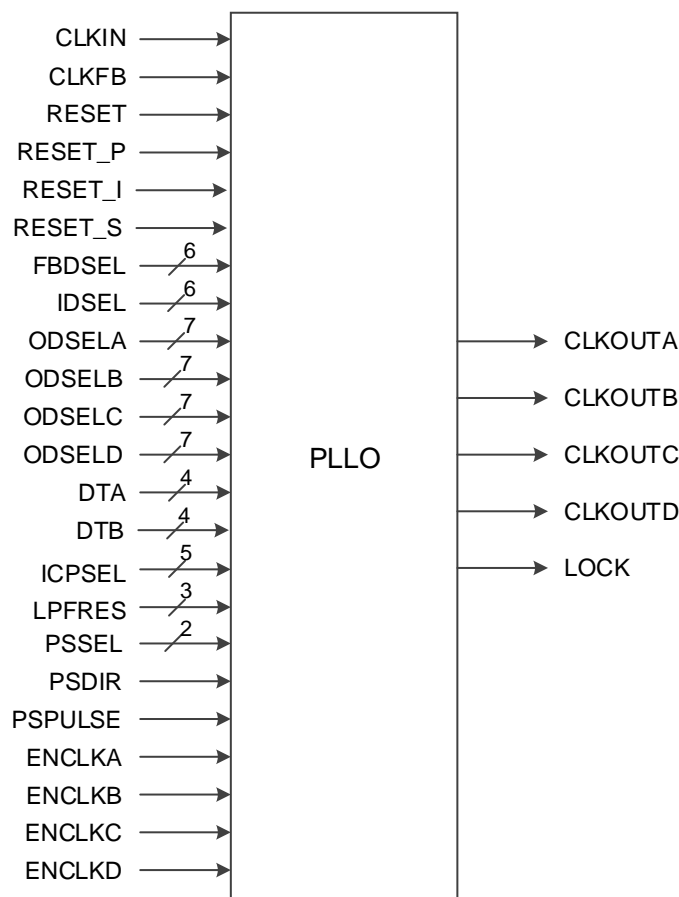 CLKIN
CLKFB
RESET
RESET_P
RESET_I
RESET_S
FBDSEL 6
IDSEL 6
ODSELA 7
ODSELB 7
ODSELC 7
ODSELD 7
DTA 4
DTB 4
ICPSEL 5
LPFRES 3
PSSEL 2
PSDIR
PSPULSE
ENCLKA
ENCLKB
ENCLKC
ENCLKD
PLLO
CLKOUTA
CLKOUTB
CLKOUTC
CLKOUTD
LOCK